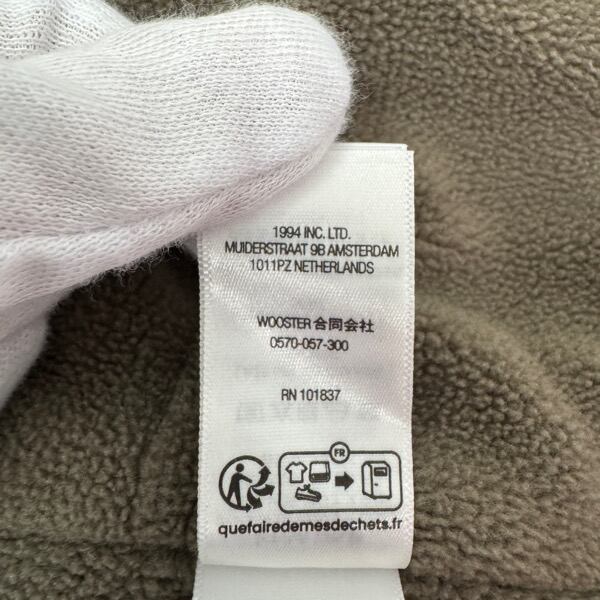 1994 INC. LTD.
MUIDERSTRAAT 9B AMSTERDAM
1011PZ NETHERLANDS
WOOSTER 合同会社
0570-057-300
RN 101837
FR
quefairedemesdechets.fr